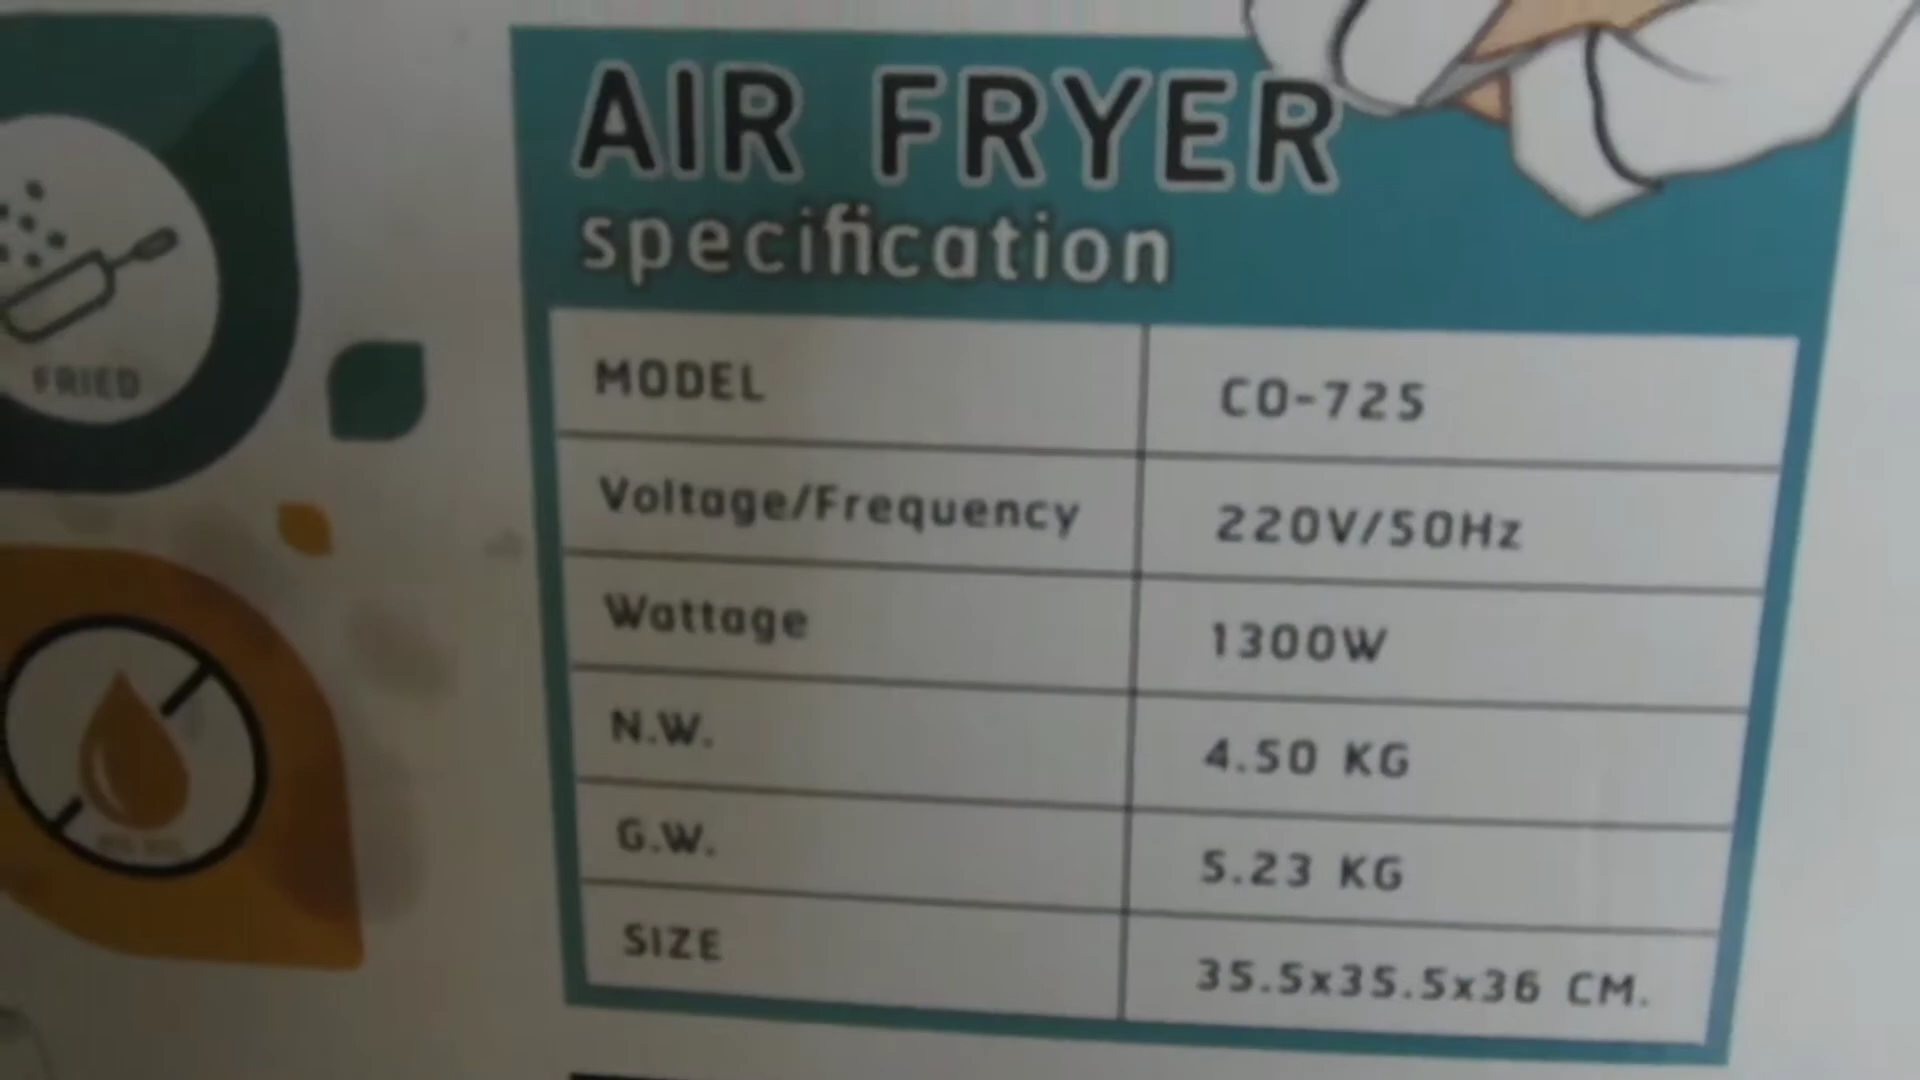 FRIED
AIR FRYER
specification
MODEL CO-725
Voltage/Frequency 220V/50Hz
Wattage 1300W
N.W. 4.50 KG
G.W. 5.23 KG
SIZE 35.5x35.5x36 CM.